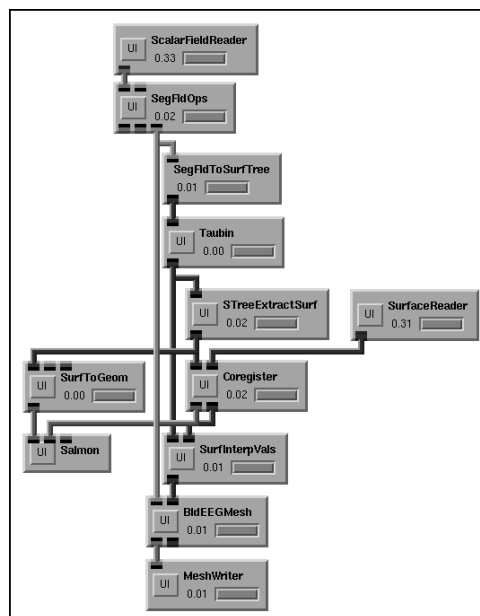 ScalarFieldReader
UI
0.33
SegFldOps
UI
0.02
SegFldToSurfTree
UI
0.01
Taubin
UI
0.00
STreeExtractSurf
UI
0.02
SurfaceReader
UI
0.31
SurfToGeom
UI
0.00
Coregister
UI
0.02
Salmon
UI
SurfInterpVals
UI
0.01
BldEEGMesh
UI
0.01
MeshWriter
UI
0.01